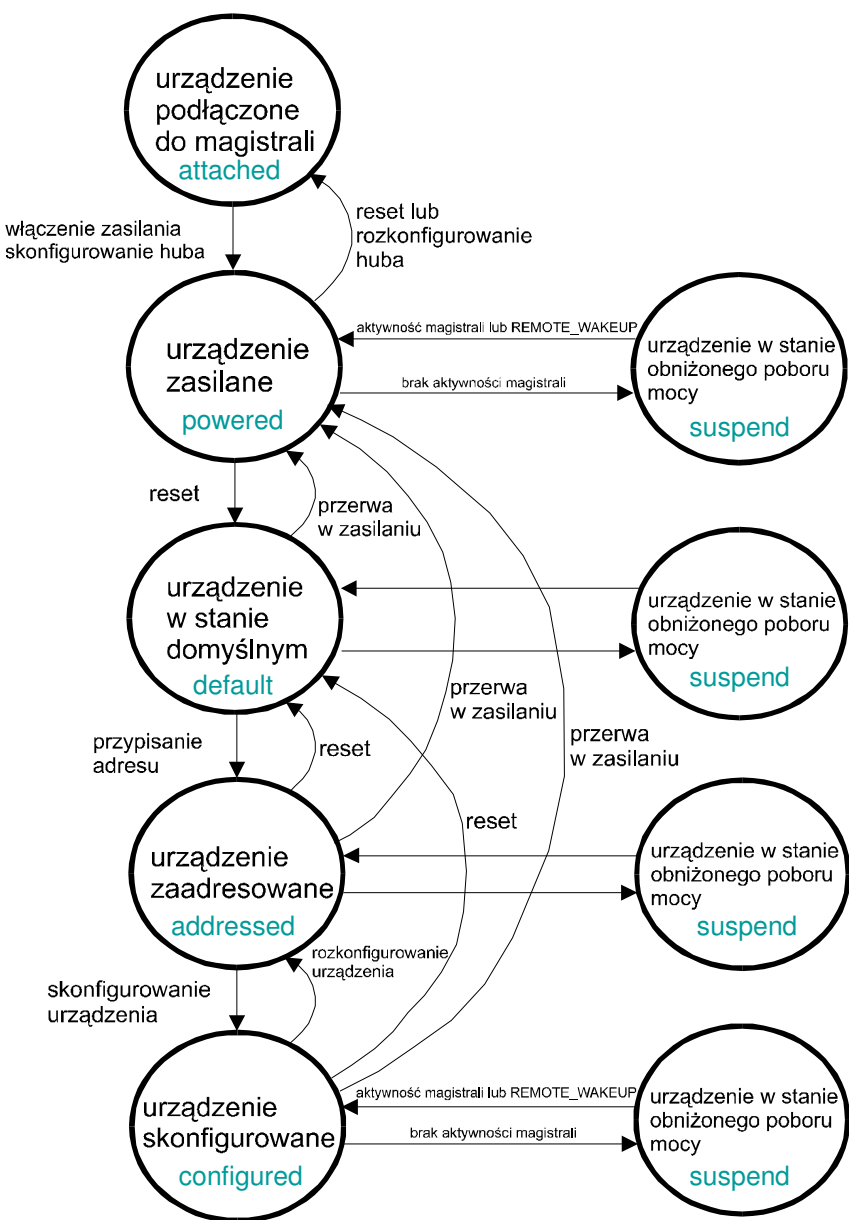 urządzenie
podłączone
do magistrali
attached
włączenie zasilania
skonfigurowanie huba
reset lub
rozkonfigurowanie
huba
urządzenie
zasilane
powered
aktywność magistrali lub REMOTE_WAKEUP
brak aktywności magistrali
urządzenie w stanie
obniżonego poboru
mocy
suspend
reset
przerwa
w zasilaniu
urządzenie
w stanie
domyślnym
default
urządzenie w stanie
obniżonego poboru
mocy
suspend
przypisanie
adresu
reset
przerwa
w zasilaniu
przerwa
w zasilaniu
reset
urządzenie
zaadresowane
addressed
urządzenie w stanie
obniżonego poboru
mocy
suspend
skonfigurowanie
urządzenia
rozkonfigurowanie
urządzenia
urządzenie
skonfigurowane
configured
aktywność magistrali lub REMOTE_WAKEUP
brak aktywności magistrali
urządzenie w stanie
obniżonego poboru
mocy
suspend